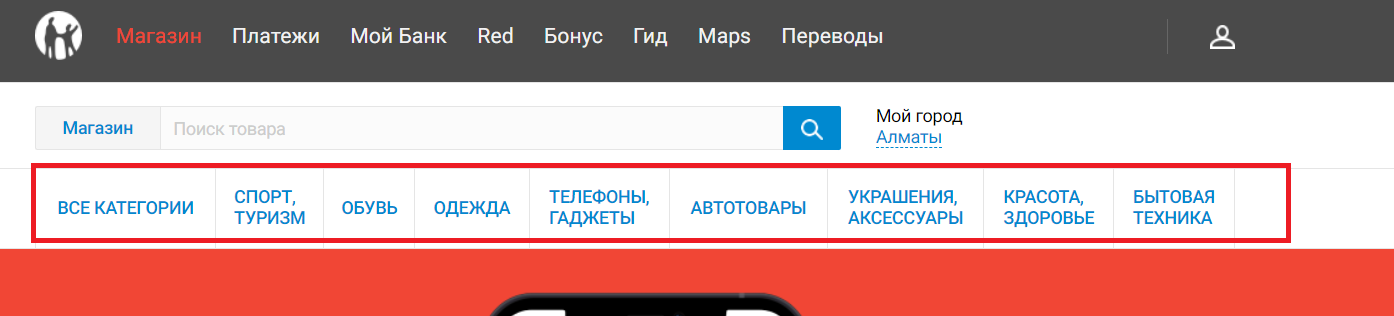 Магазин Платежи Мой Банк Red Бонус Гид Maps Переводы
Магазин Поиск товара
Мой город
Алматы
ВСЕ КАТЕГОРИИ
СПОРТ,
ТУРИЗМ
ОБУВЬ
ОДЕЖДА
ТЕЛЕФОНЫ,
ГАДЖЕТЫ
АВТОТОВАРЫ
УКРАШЕНИЯ,
АКСЕССУАРЫ
КРАСОТА,
ЗДОРОВЬЕ
БЫТОВАЯ
ТЕХНИКА